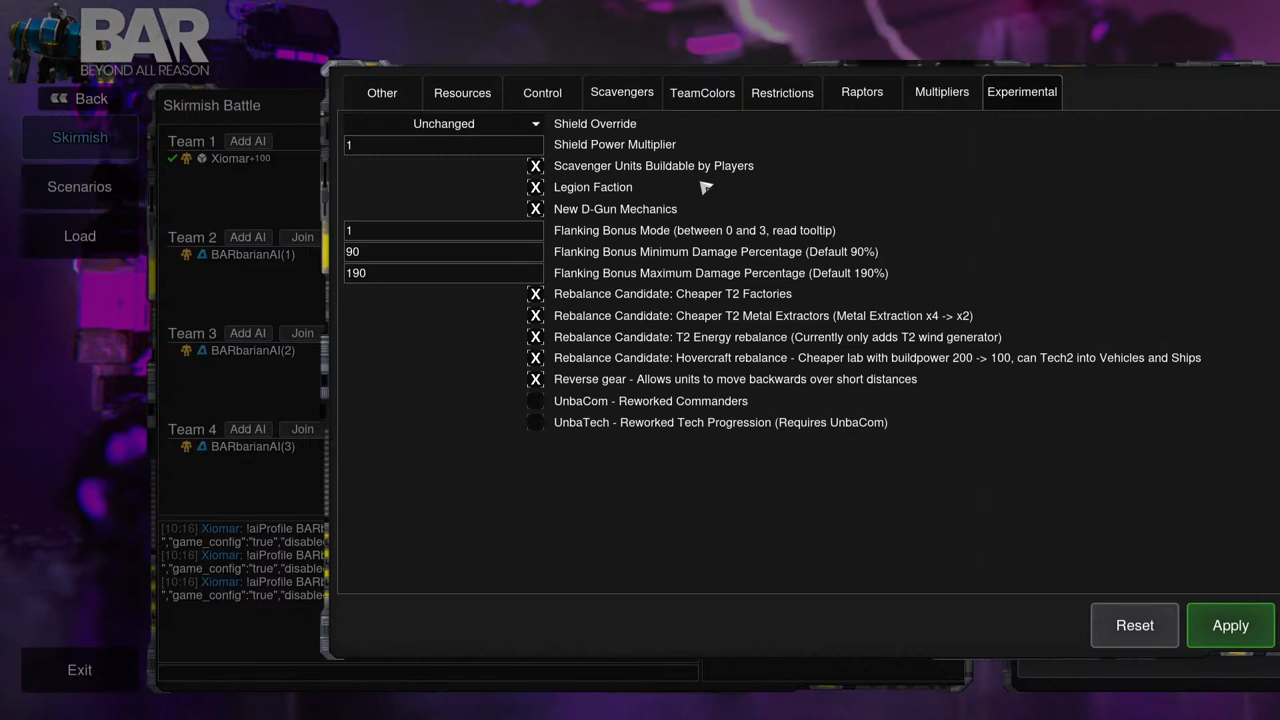 BAR
BEYOND ALL REASON
Back
Skirmish
Scenarios
Load
Exit
Skirmish Battle
Team 1 Add AI
Xiomar+100
Team 2 Add AI Join
BARbarianAI(1)
Team 3 Add AI Join
BARbarianAI(2)
Team 4 Add AI Join
BARbarianAI(3)
[10:16] Xiomar: !aiProfile BARb
","game_config":"true","disable
[10:16] Xiomar: !aiProfile BARb
","game_config":"true","disable
[10:16] Xiomar: !aiProfile BARb
","game_config":"true","disable
Other Resources Control Scavengers TeamColors Restrictions Raptors Multipliers Experimental
Unchanged Shield Override
1 Shield Power Multiplier
X Scavenger Units Buildable by Players
X Legion Faction
X New D-Gun Mechanics
1 Flanking Bonus Mode (between 0 and 3, read tooltip)
90 Flanking Bonus Minimum Damage Percentage (Default 90%)
190 Flanking Bonus Maximum Damage Percentage (Default 190%)
X Rebalance Candidate: Cheaper T2 Factories
X Rebalance Candidate: Cheaper T2 Metal Extractors (Metal Extraction x4 -> x2)
X Rebalance Candidate: T2 Energy rebalance (Currently only adds T2 wind generator)
X Rebalance Candidate: Hovercraft rebalance - Cheaper lab with buildpower 200 -> 100, can Tech2 into Vehicles and Ships
X Reverse gear - Allows units to move backwards over short distances
UnbaCom - Reworked Commanders
UnbaTech - Reworked Tech Progression (Requires UnbaCom)
Reset
Apply